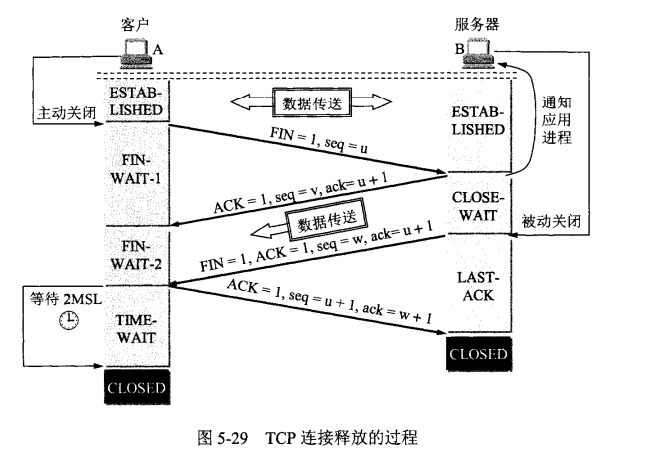 客户
服务器
A
B
主动关闭
ESTAB-
LISHED
数据传送
ESTAB-
LISHED
通知
应用
进程
FIN = 1, seq = u
FIN-
WAIT-1
ACK = 1, seq = v, ack= u + 1
CLOSE-
WAIT
被动关闭
数据传送
FIN-
WAIT-2
FIN = 1, ACK = 1, seq = w, ack= u + 1
LAST-
ACK
等待 2MSL
ACK = 1, seq = u + 1, ack = w + 1
TIME-
WAIT
CLOSED
CLOSED
图 5-29 TCP 连接释放的过程